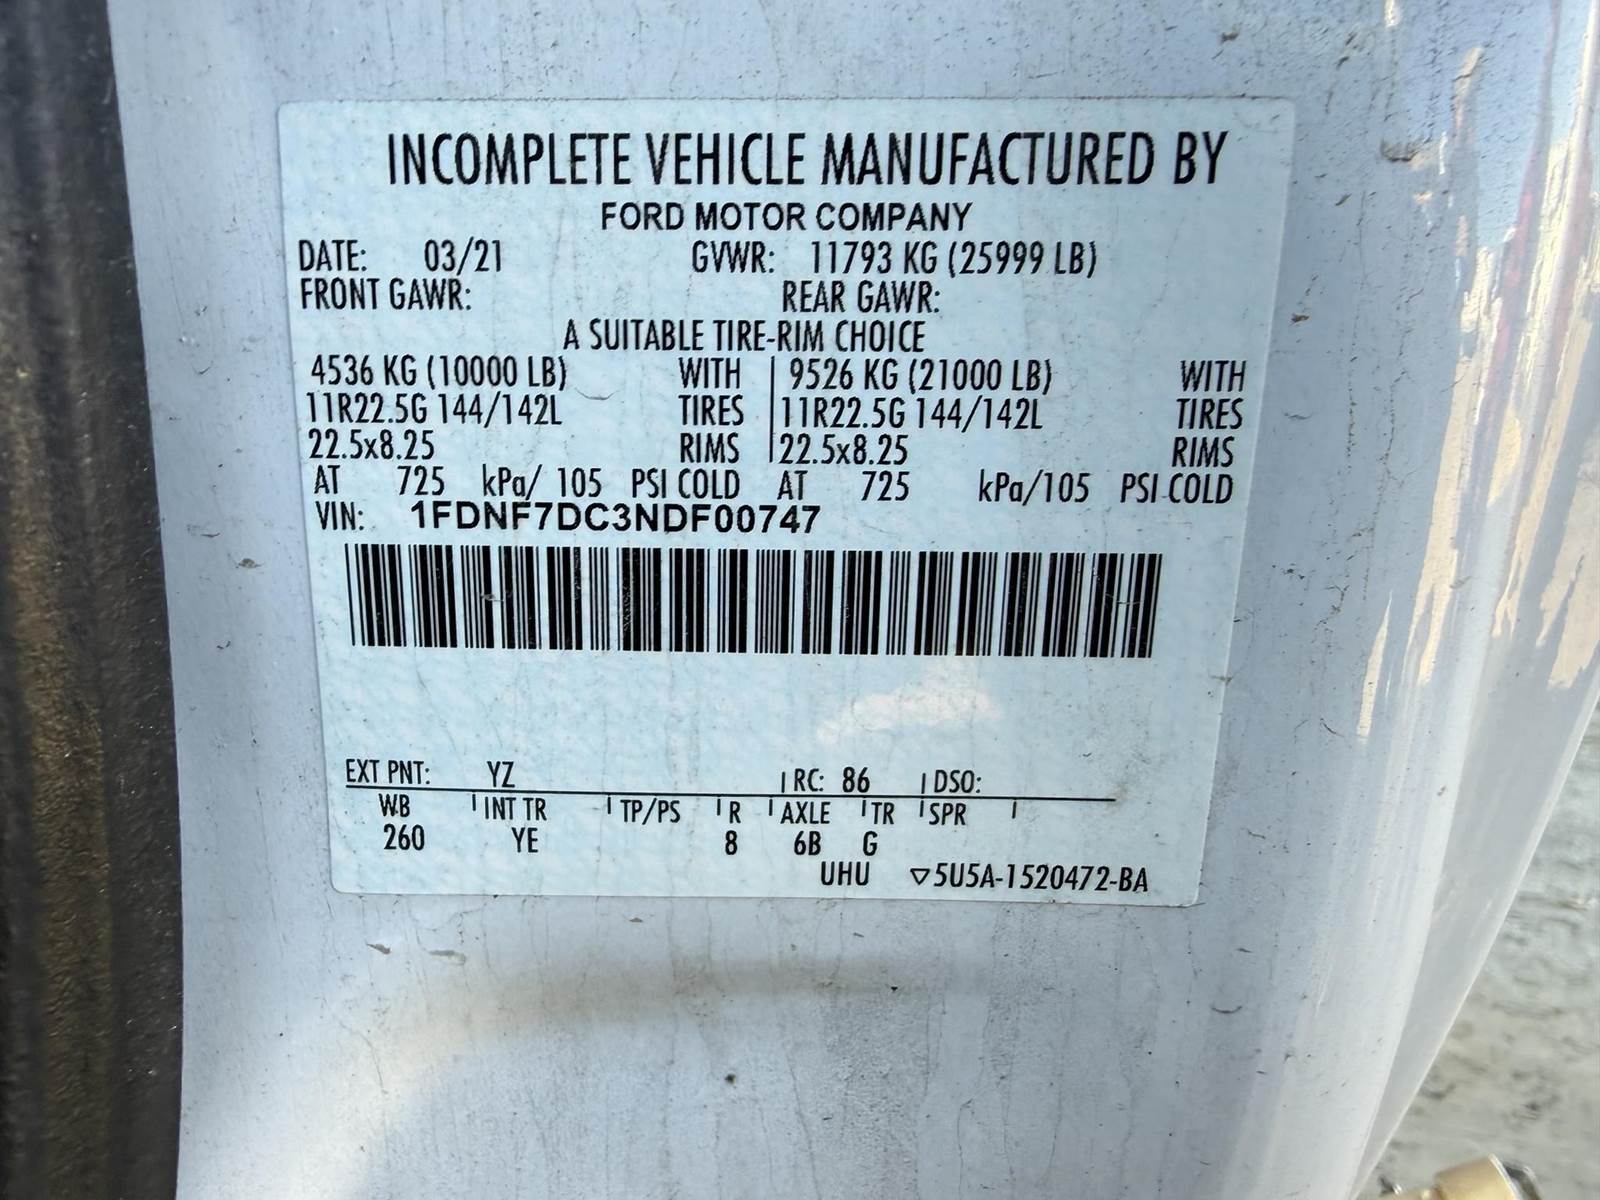 INCOMPLETE VEHICLE MANUFACTURED BY
FORD MOTOR COMPANY
DATE: 03/21 GVWR: 11793 KG (25999 LB)
FRONT GAWR: REAR GAWR:
A SUITABLE TIRE-RIM CHOICE
4536 KG (10000 LB) WITH | 9526 KG (21000 LB) WITH
11R22.5G 144/142L TIRES | 11R22.5G 144/142L TIRES
22.5x8.25 RIMS | 22.5x8.25 RIMS
AT 725 kPa/ 105 PSI COLD AT 725 kPa/105 PSI COLD
VIN: 1FDNF7DC3NDF00747
EXT PNT: YZ | RC: 86 | DSO:
WB | INT TR | TP/PS | R | AXLE | TR | SPR |
260 YE 8 6B G
UHU ▽5U5A-1520472-BA